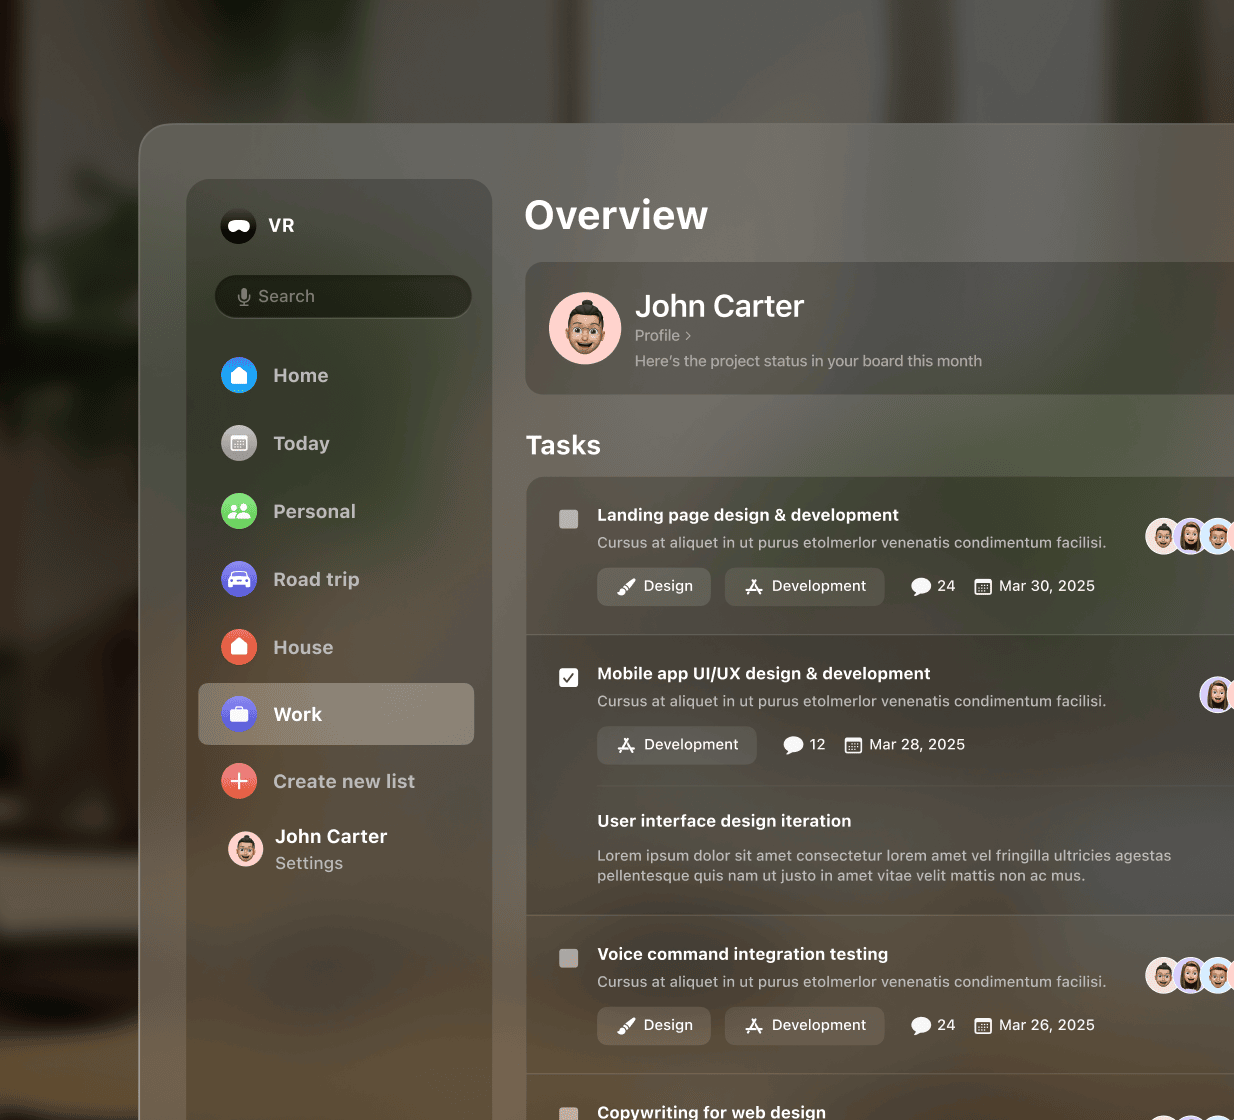 VR
Search
Home
Today
Personal
Road trip
House
Work
Create new list
John Carter
Settings
Overview
John Carter
Profile ›
Here's the project status in your board this month
Tasks
Landing page design & development
Cursus at aliquet in ut purus etolmerlor venenatis condimentum facilisi.
Design Development 24 Mar 30, 2025
Mobile app UI/UX design & development
Cursus at aliquet in ut purus etolmerlor venenatis condimentum facilisi.
Development 12 Mar 28, 2025
User interface design iteration
Lorem ipsum dolor sit amet consectetur lorem amet vel fringilla ultricies agestas
pellentesque quis nam ut justo in amet vitae velit mattis non ac mus.
Voice command integration testing
Cursus at aliquet in ut purus etolmerlor venenatis condimentum facilisi.
Design Development 24 Mar 26, 2025
Copywriting for web design